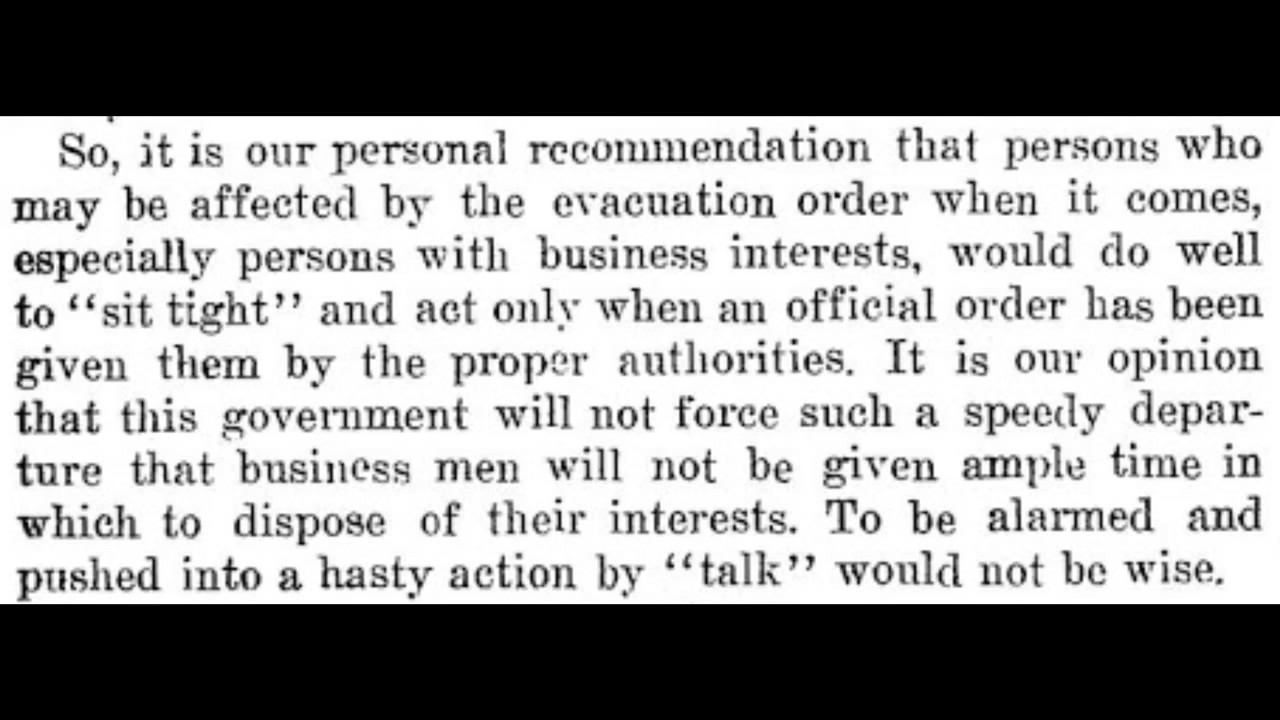 So, it is our personal recommendation that persons who
may be affected by the evacuation order when it comes,
especially persons with business interests, would do well
to “sit tight” and act only when an official order has been
given them by the proper authorities. It is our opinion
that this government will not force such a speedy depar-
ture that business men will not be given ample time in
which to dispose of their interests. To be alarmed and
pushed into a hasty action by “talk” would not be wise.